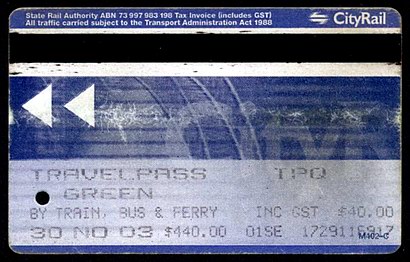 State Rail Authority ABN 73 997 983 198 Tax Invoice (includes GST)
All traffic carried subject to the Transport Administration Act 1988
CityRail
TRAVELPASS TPQ
GREEN
BY TRAIN, BUS & FERRY INC GST $40.00
30 NO 03 $440.00 01SE
M402-C